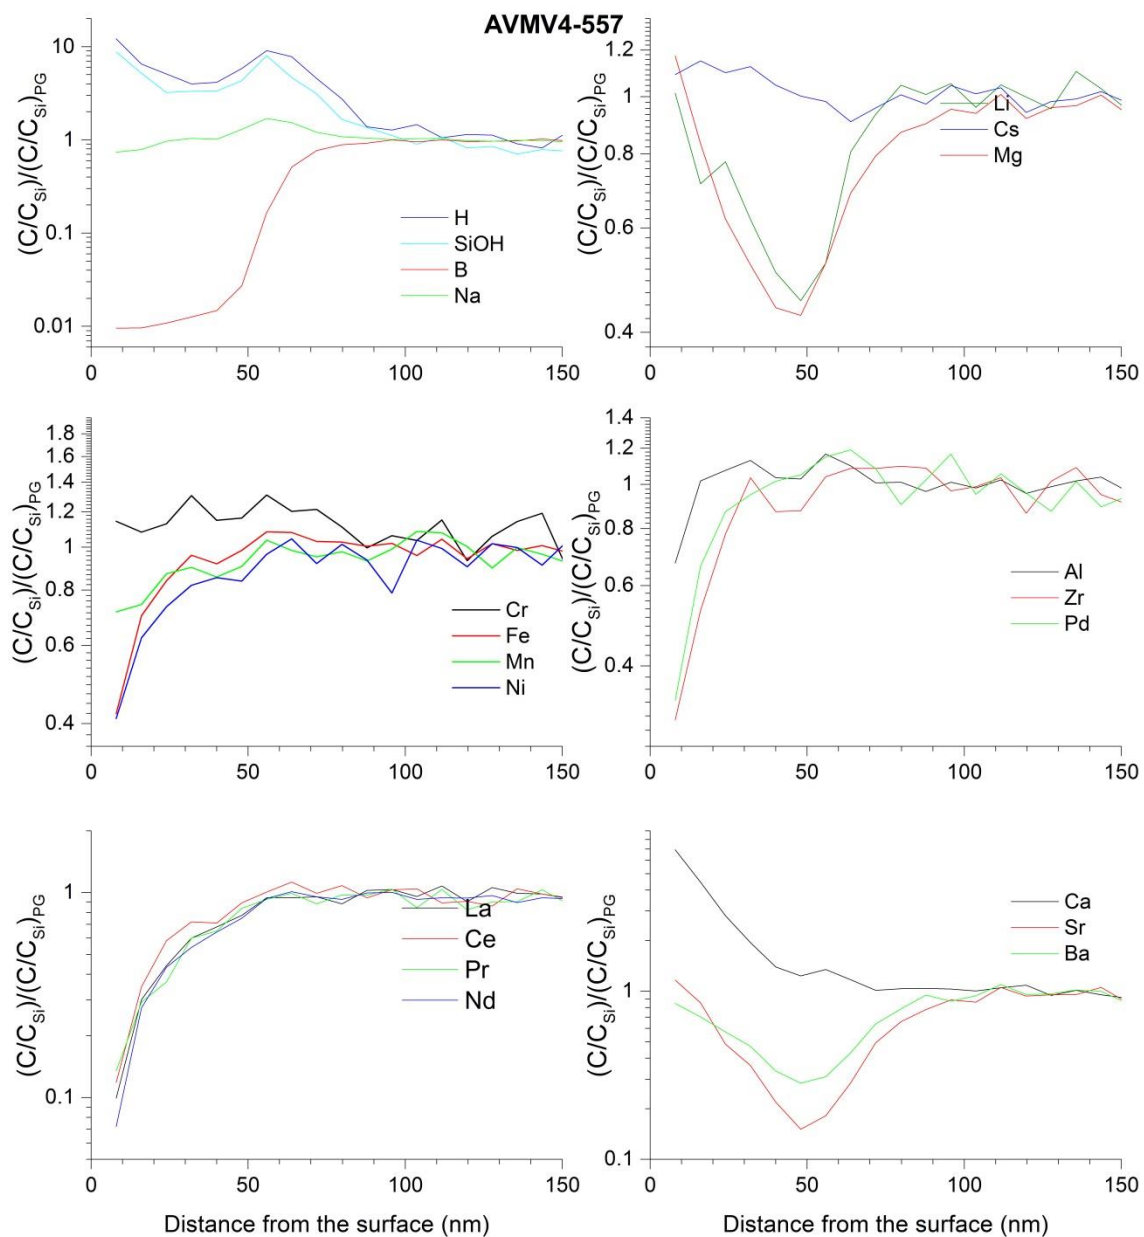 AVMV4-557
(C/C_Si)/(C/C_Si)_PG
10
1
0.1
0.01
H
SiOH
B
Na
0
50
100
150
(C/C_Si)/(C/C_Si)_PG
1.2
1
0.8
0.6
0.4
Li
Cs
Mg
0
50
100
150
(C/C_Si)/(C/C_Si)_PG
1.8
1.6
1.4
1.2
1
0.8
0.6
0.4
Cr
Fe
Mn
Ni
0
50
100
150
(C/C_Si)/(C/C_Si)_PG
1.4
1.2
1
0.8
0.6
0.4
Al
Zr
Pd
0
50
100
150
(C/C_Si)/(C/C_Si)_PG
1
0.1
La
Ce
Pr
Nd
0
50
100
150
Distance from the surface (nm)
(C/C_Si)/(C/C_Si)_PG
1
0.1
Ca
Sr
Ba
0
50
100
150
Distance from the surface (nm)